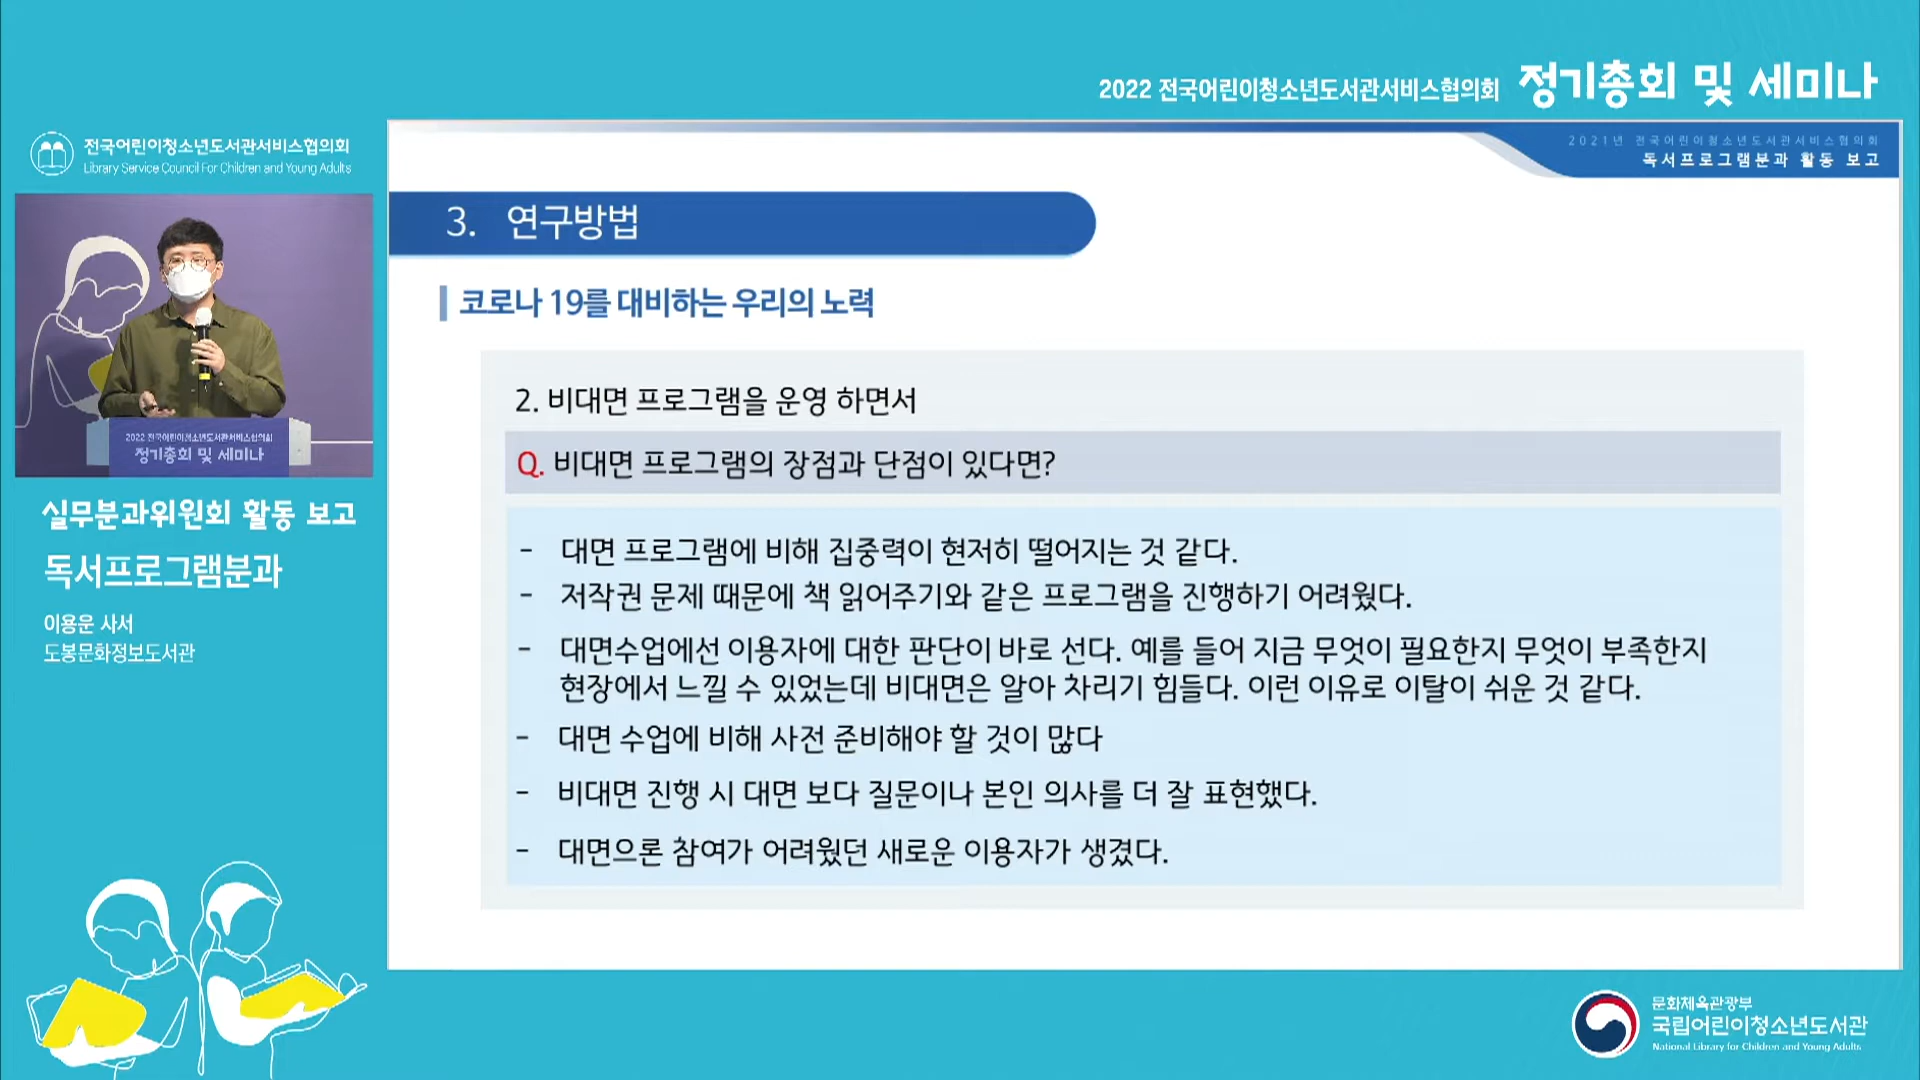 2022 전국어린이청소년도서관서비스협의회 정기총회 및 세미나
전국어린이청소년도서관서비스협의회
Library Service Council For Children and Young Adults
2022 전국어린이청소년도서관서비스협의회
정기총회 및 세미나
실무분과위원회 활동 보고
독서프로그램분과
이용운 사서
도봉문화정보도서관
2021년 전국어린이청소년도서관서비스협의회
독서프로그램분과 활동 보고
3. 연구방법
코로나 19를 대비하는 우리의 노력
2. 비대면 프로그램을 운영 하면서
Q. 비대면 프로그램의 장점과 단점이 있다면?
- 대면 프로그램에 비해 집중력이 현저히 떨어지는 것 같다.
- 저작권 문제 때문에 책 읽어주기와 같은 프로그램을 진행하기 어려웠다.
- 대면수업에선 이용자에 대한 판단이 바로 선다. 예를 들어 지금 무엇이 필요한지 무엇이 부족한지
현장에서 느낄 수 있었는데 비대면은 알아 차리기 힘들다. 이런 이유로 이탈이 쉬운 것 같다.
- 대면 수업에 비해 사전 준비해야 할 것이 많다
- 비대면 진행 시 대면 보다 질문이나 본인 의사를 더 잘 표현했다.
- 대면으론 참여가 어려웠던 새로운 이용자가 생겼다.
문화체육관광부
국립어린이청소년도서관
National Library for Children and Young Adults